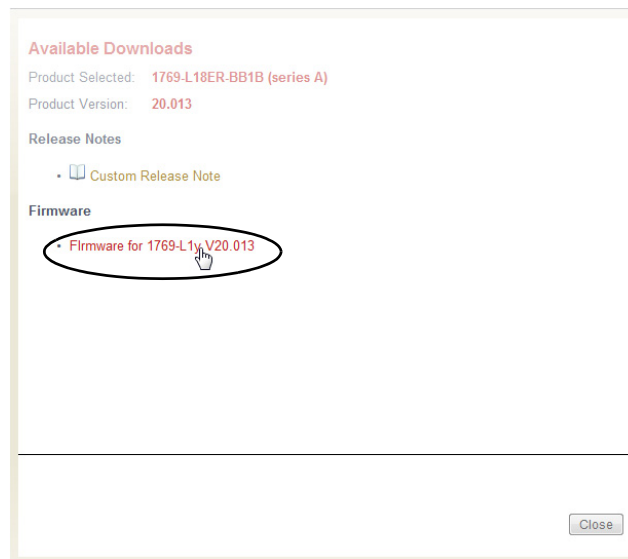 Available Downloads
Product Selected: 1769-L18ER-BB1B (series A)
Product Version: 20.013
Release Notes
• Custom Release Note
Firmware
• FIrmware for 1769-L1y V20.013
Close